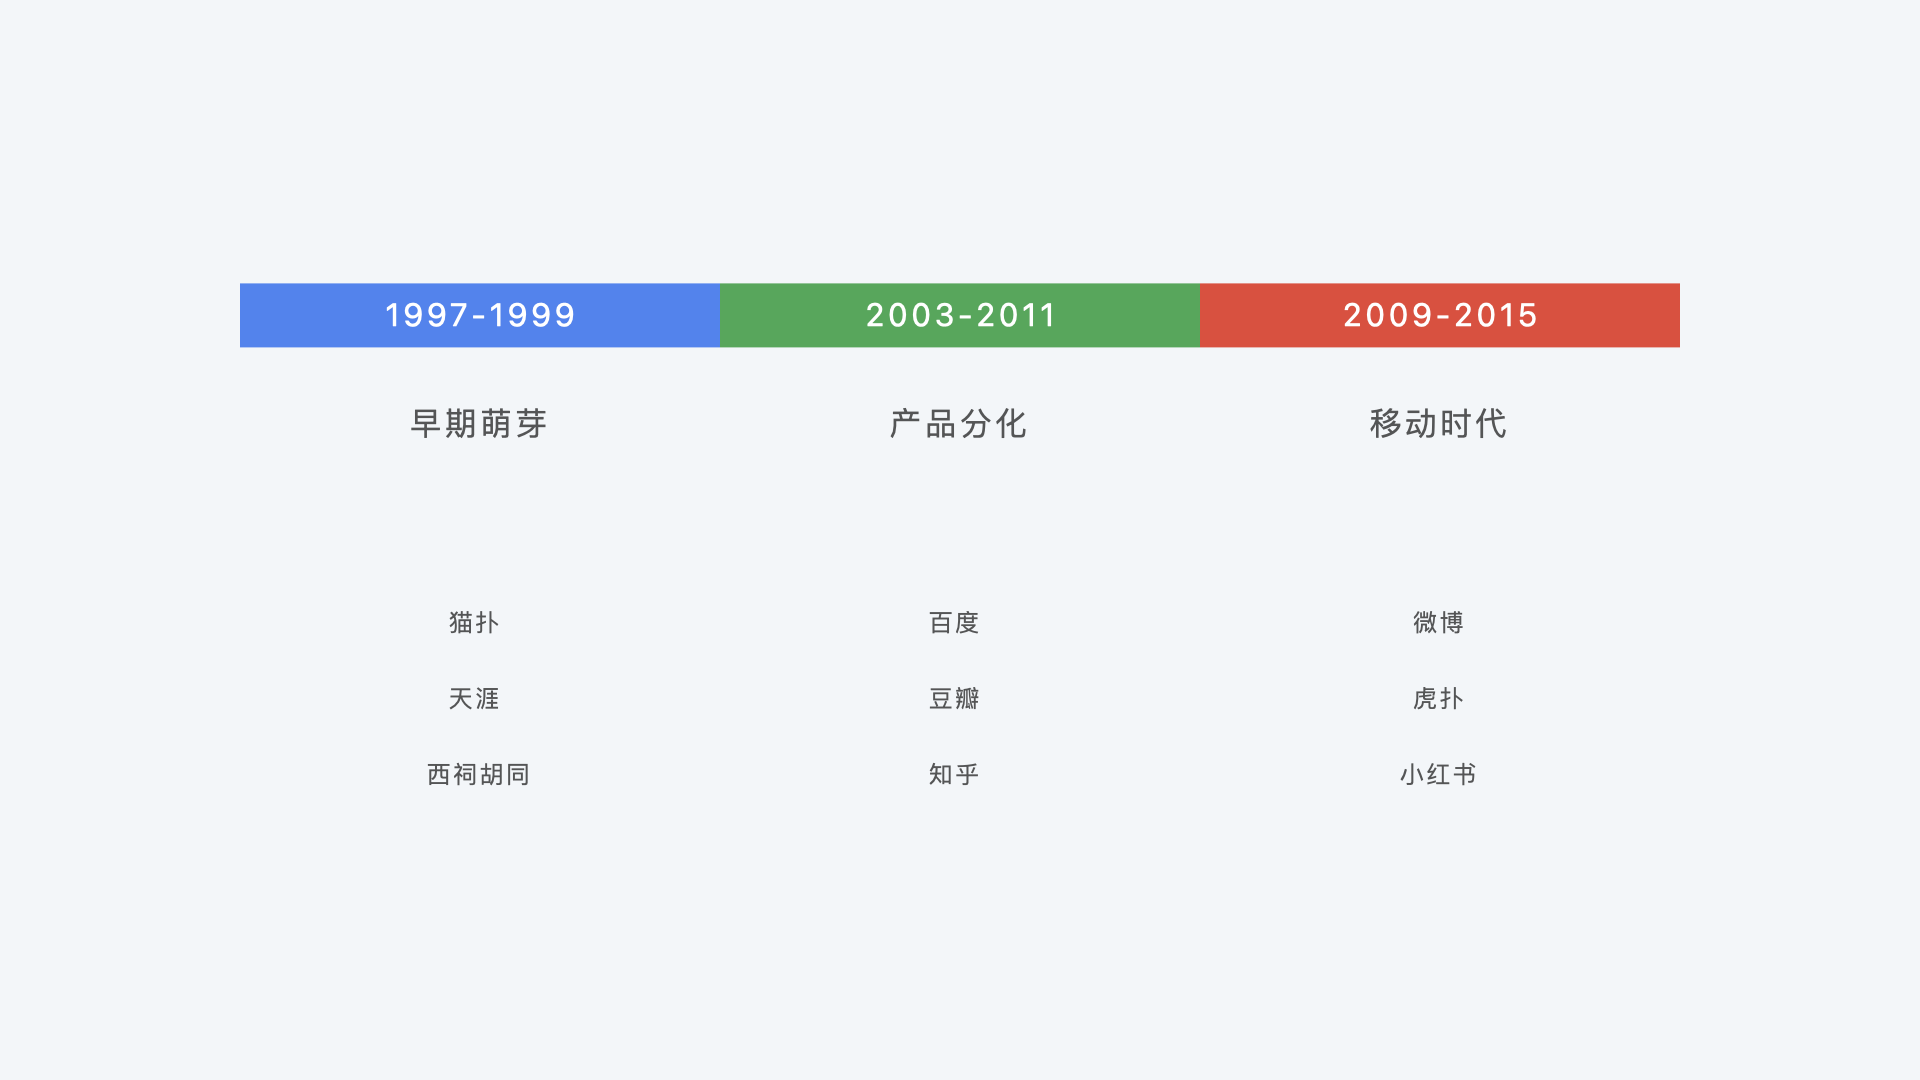 1997-1999
2003-2011
2009-2015
早期萌芽
产品分化
移动时代
猫扑
百度
微博
天涯
豆瓣
虎扑
西祠胡同
知乎
小红书